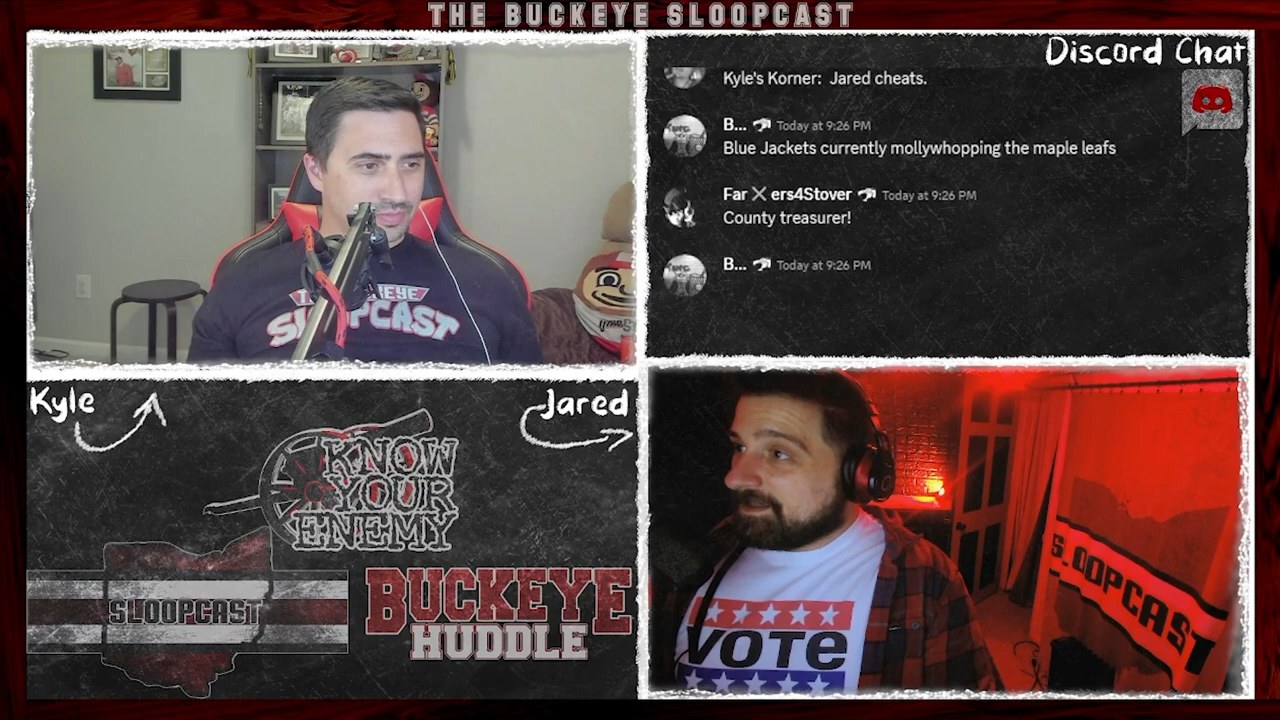 THE BUCKEYE SLOOPCAST
Discord Chat
Kyle's Korner: Jared cheats.
B... Today at 9:26 PM
Blue Jackets currently mollywhopping the maple leafs
Far ers4Stover Today at 9:26 PM
County treasurer!
B... Today at 9:26 PM
SLOOPCAST
Kyle
Jared
KNOW
YOUR
ENEMY
SLOOPCAST
BUCKEYE
HUDDLE
VOTe
SLOOPCAST